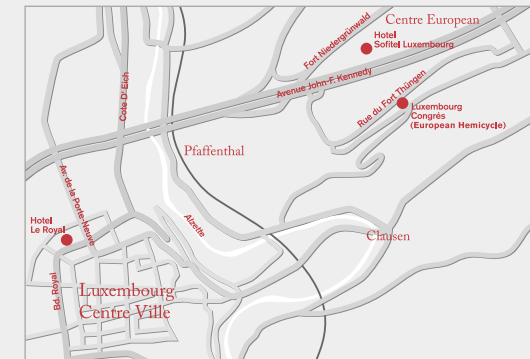 Centre European
Hotel
Sofitel Luxembourg
Fort Niedergrünwald
Avenue John-F. Kennedy
Rue du Fort Thüngen
Luxembourg
Congrés
(European Hemicycle)
Cote D' Eich
Pfaffenthal
Av. de la Porte-Neuve
Hotel
Le Royal
Alzette
Clausen
Bd. Royal
Luxembourg
Centre Ville